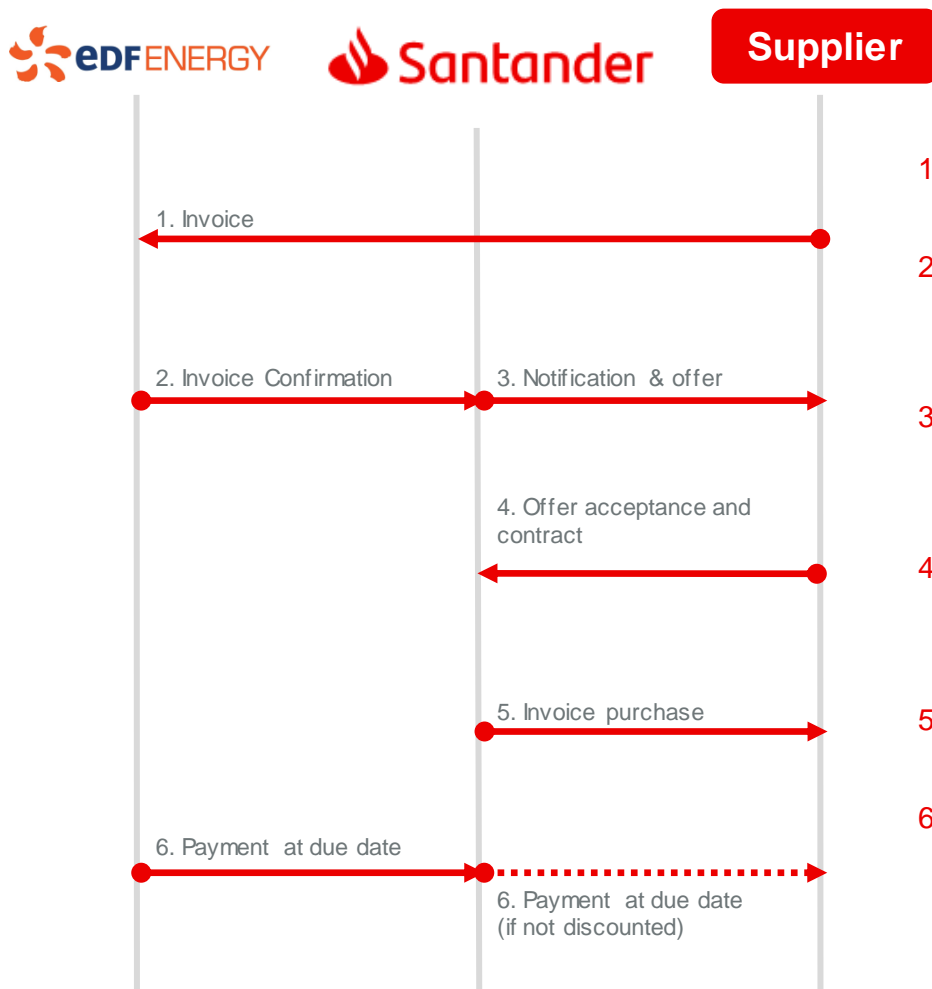 eDF ENERGY
Santander
Supplier
1
1. Invoice
2
2. Invoice Confirmation
3. Notification & offer
3
4. Offer acceptance and
contract
4
5. Invoice purchase
5
6
6. Payment at due date
6. Payment at due date
(if not discounted)